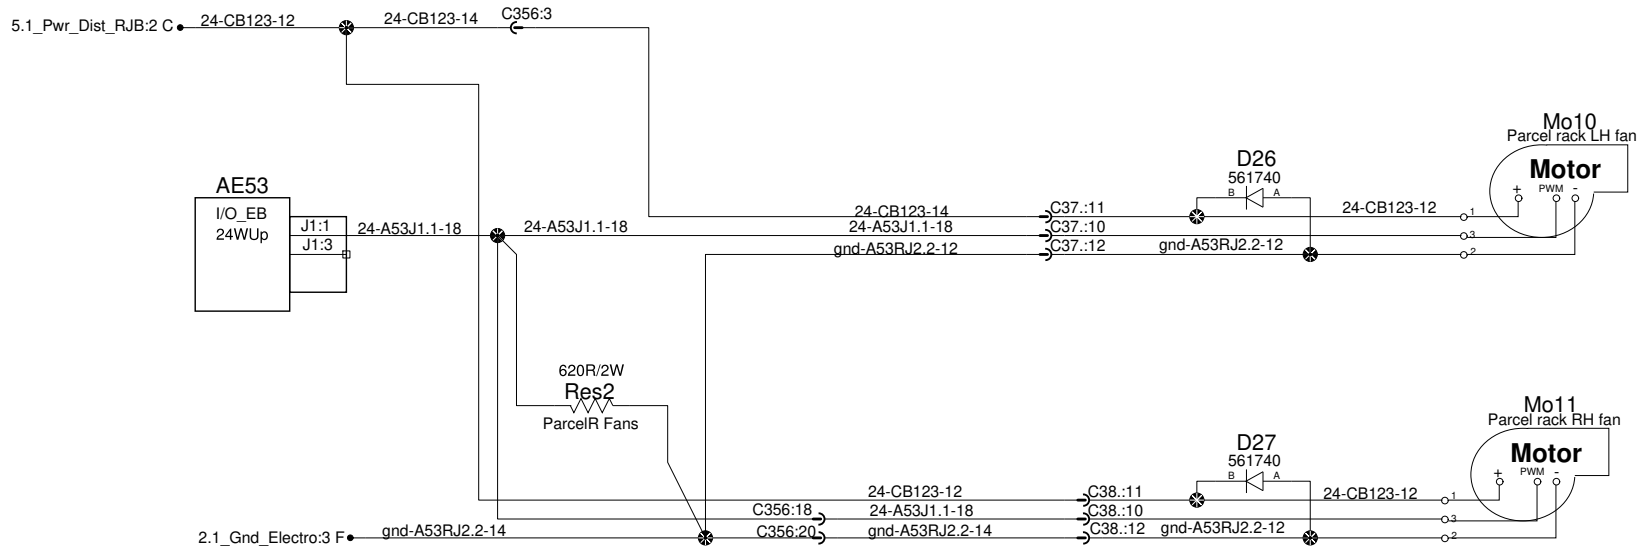 5.1_Pwr_Dist_RJB:2 C
24-CB123-12
24-CB123-14
C356:3
Mo10
Parcel rack LH fan
Motor
+
PWM
-
D26
561740
B
A
AE53
I/O_EB
24WUp
J1:1
J1:3
24-A53J1.1-18
24-A53J1.1-18
24-CB123-14
C37.:11
24-CB123-12
1
24-A53J1.1-18
C37.:10
3
gnd-A53RJ2.2-12
C37.:12
gnd-A53RJ2.2-12
2
620R/2W
Res2
ParcelR Fans
Mo11
Parcel rack RH fan
Motor
+
PWM
-
D27
561740
B
A
24-CB123-12
C38.:11
24-CB123-12
1
C356:18
24-A53J1.1-18
C38.:10
3
2.1_Gnd_Electro:3 F
gnd-A53RJ2.2-14
C356:20
gnd-A53RJ2.2-14
C38.:12
gnd-A53RJ2.2-12
2